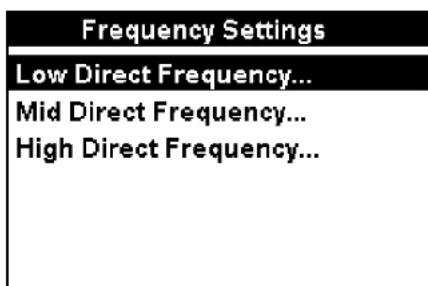 Frequency Settings
Low Direct Frequency...
Mid Direct Frequency...
High Direct Frequency...